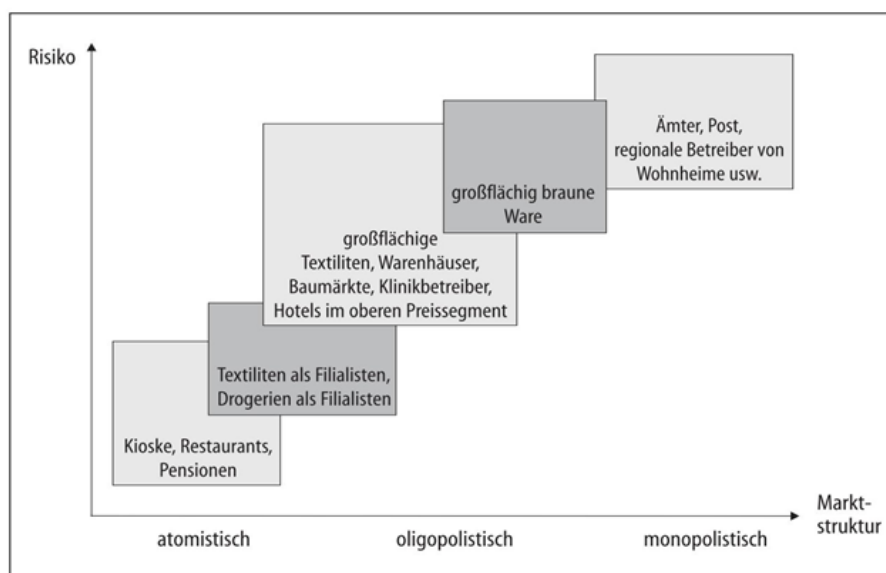 Risiko
Ämter, Post,
regionale Betreiber von
Wohnheime usw.
großflächig braune
Ware
großflächige
Textiliten, Warenhäuser,
Baumärkte, Klinikbetreiber,
Hotels im oberen Preissegment
Textiliten als Filialisten,
Drogerien als Filialisten
Kioske, Restaurants,
Pensionen
Markt-
struktur
atomistisch
oligopolistisch
monopolistisch